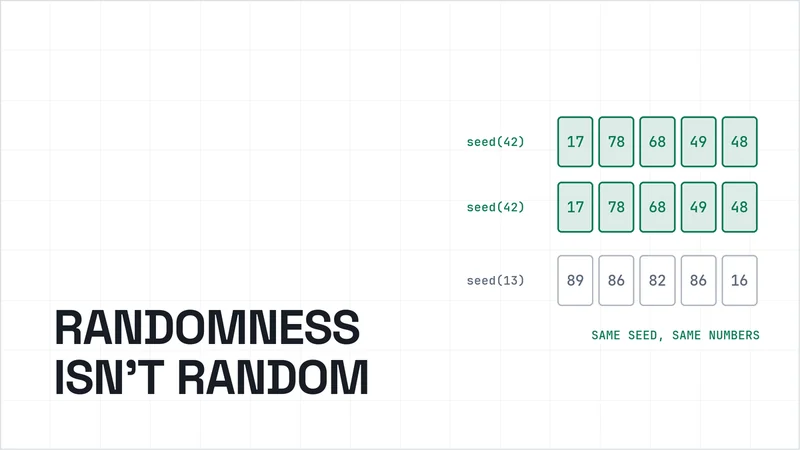 seed(42) 17 78 68 49 48
seed(42) 17 78 68 49 48
seed(13) 89 86 82 86 16
SAME SEED, SAME NUMBERS
RANDOMNESS
ISN’T RANDOM